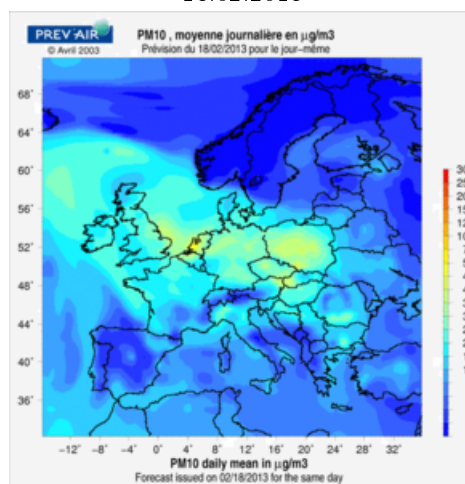 PREV'AIR
© Avril 2003
PM10 , moyenne journalière en µg/m3
Prévision du 18/02/2013 pour le jour−même
68˚
64˚
60˚
56˚
52˚
48˚
44˚
40˚
36˚
−12˚ −8˚ −4˚ 0˚ 4˚ 8˚ 12˚ 16˚ 20˚ 24˚ 28˚ 32˚
PM10 daily mean in µg/m3
Forecast issued on 02/18/2013 for the same day